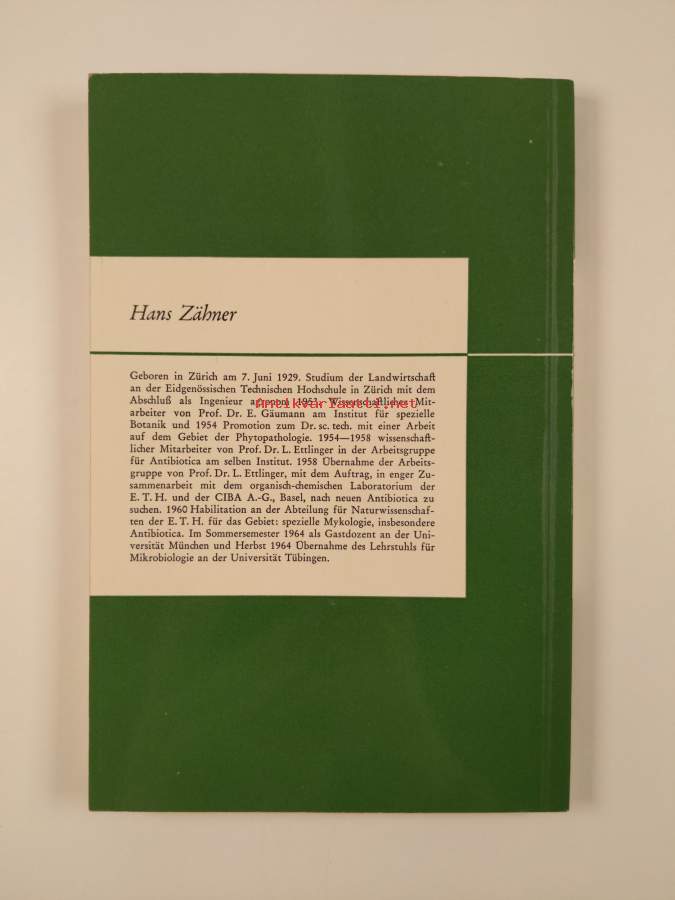 Hans Zähner
Geboren in Zürich am 7. Juni 1929. Studium der Landwirtschaft
an der Eidgenössischen Technischen Hochschule in Zürich mit dem
Abschluß als Ingenieur agronom 1953. Wissenschaftlicher Mit-
antikvariaatti.net
arbeiter von Prof. Dr. E. Gäumann am Institut für spezielle
Botanik und 1954 Promotion zum Dr. sc. tech. mit einer Arbeit
auf dem Gebiet der Phytopathologie. 1954—1958 wissenschaft-
licher Mitarbeiter von Prof. Dr. L. Ettlinger in der Arbeitsgruppe
für Antibiotica am selben Institut. 1958 Übernahme der Arbeits-
gruppe von Prof. Dr. L. Ettlinger, mit dem Auftrag, in enger Zu-
sammenarbeit mit dem organisch-chemischen Laboratorium der
E. T. H. und der CIBA A.-G., Basel, nach neuen Antibiotica zu
suchen. 1960 Habilitation an der Abteilung für Naturwissenschaf-
ten der E. T. H. für das Gebiet: spezielle Mykologie, insbesondere
Antibiotica. Im Sommersemester 1964 als Gastdozent an der Uni-
versität München und Herbst 1964 Übernahme des Lehrstuhls für
Mikrobiologie an der Universität Tübingen.